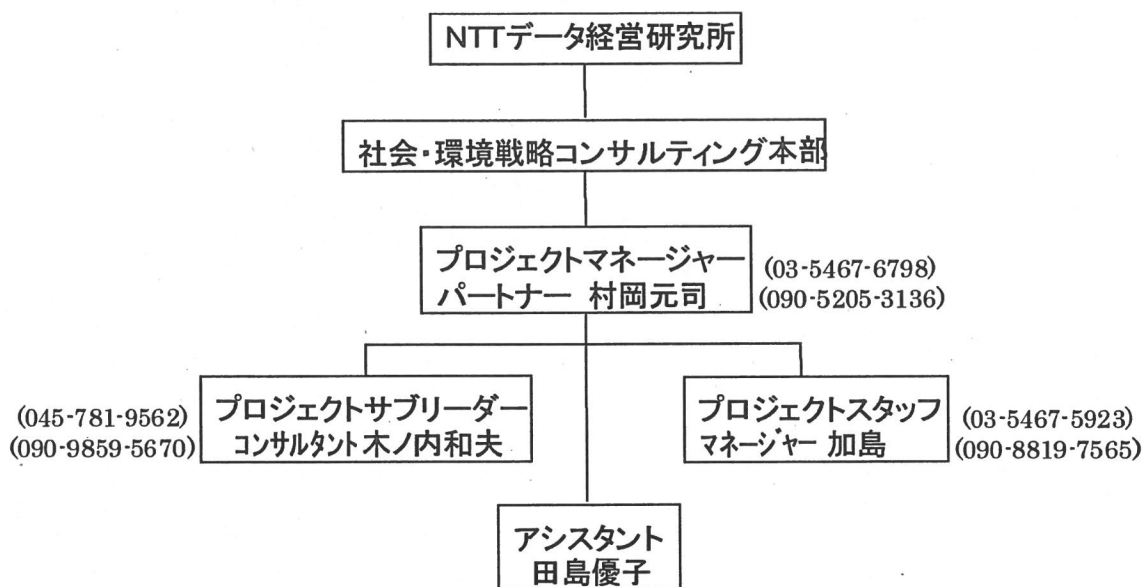 NTTデータ経営研究所
社会・環境戦略コンサルティング本部
プロジェクトマネージャー
パートナー 村岡元司
(03-5467-6798)
(090-5205-3136)
(045-781-9562)
(090-9859-5670)
プロジェクトサブリーダー
コンサルタント木ノ内和夫
プロジェクトスタッフ
マネージャー 加島
(03-5467-5923)
(090-8819-7565)
アシスタント
田島優子